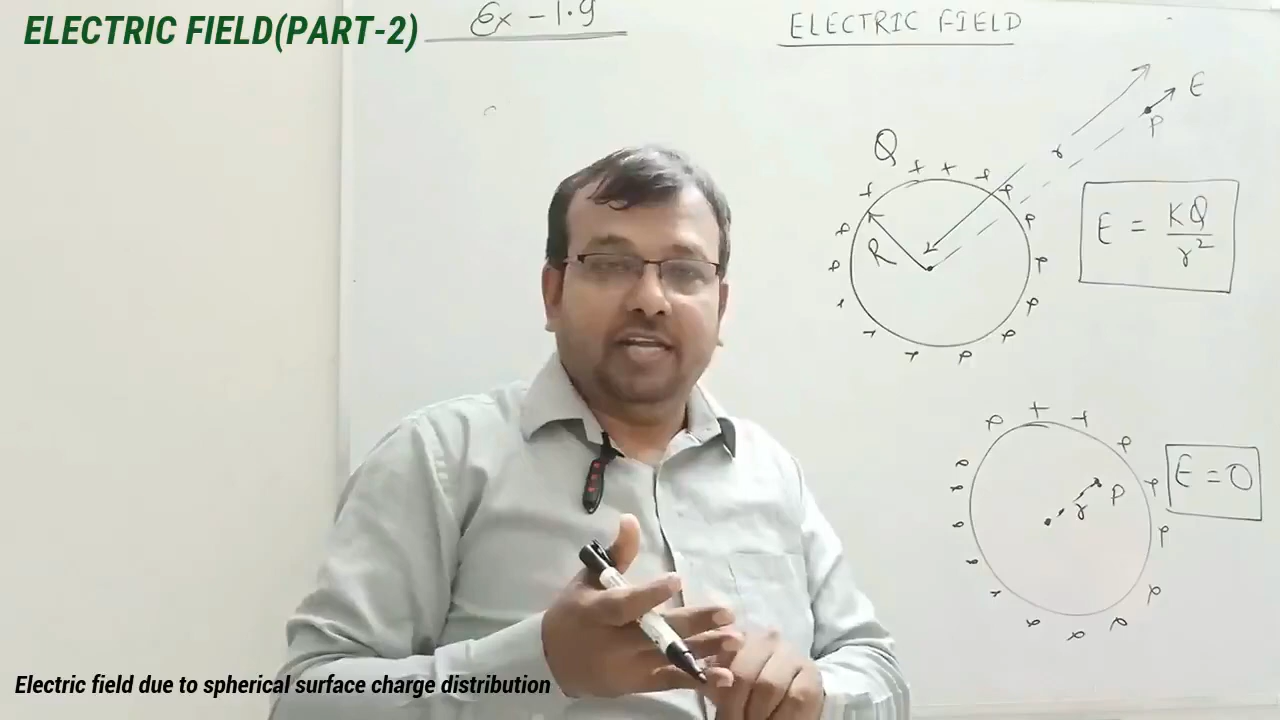 ELECTRIC FIELD(PART-2)
Ex - 1.9
ELECTRIC FIELD
E
P
r
Q
R
E = KQ/r²
E = 0
P
r
Electric field due to spherical surface charge distribution